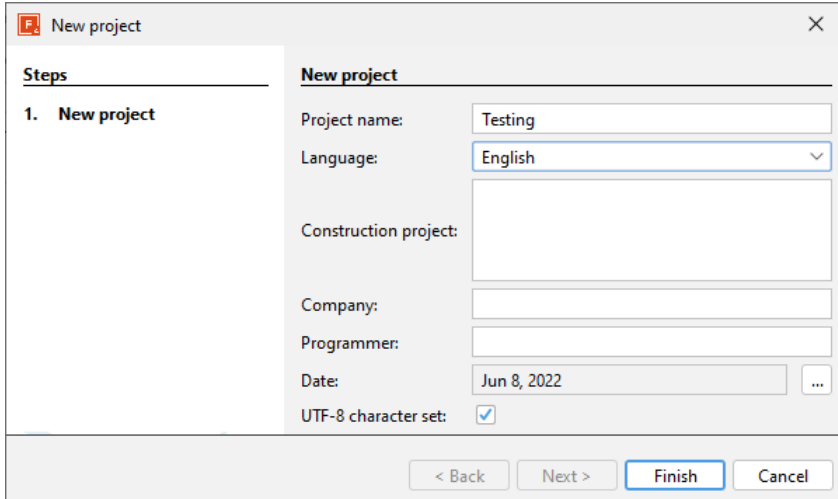 New project
Steps
1. New project
New project
Project name: Testing
Language: English
Construction project:
Company:
Programmer:
Date: Jun 8, 2022 ...
UTF-8 character set:
< Back Next > Finish Cancel